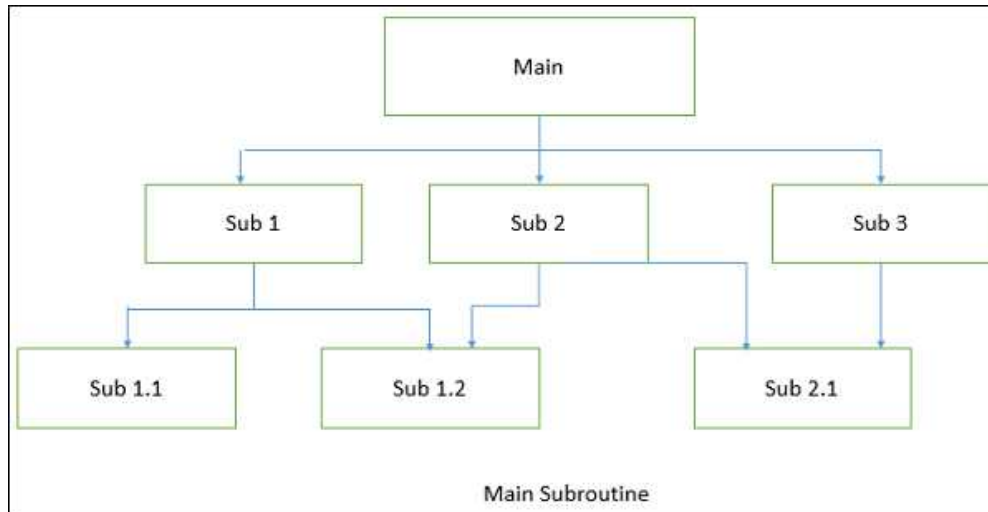 Main
Sub 1
Sub 2
Sub 3
Sub 1.1
Sub 1.2
Sub 2.1
Main Subroutine